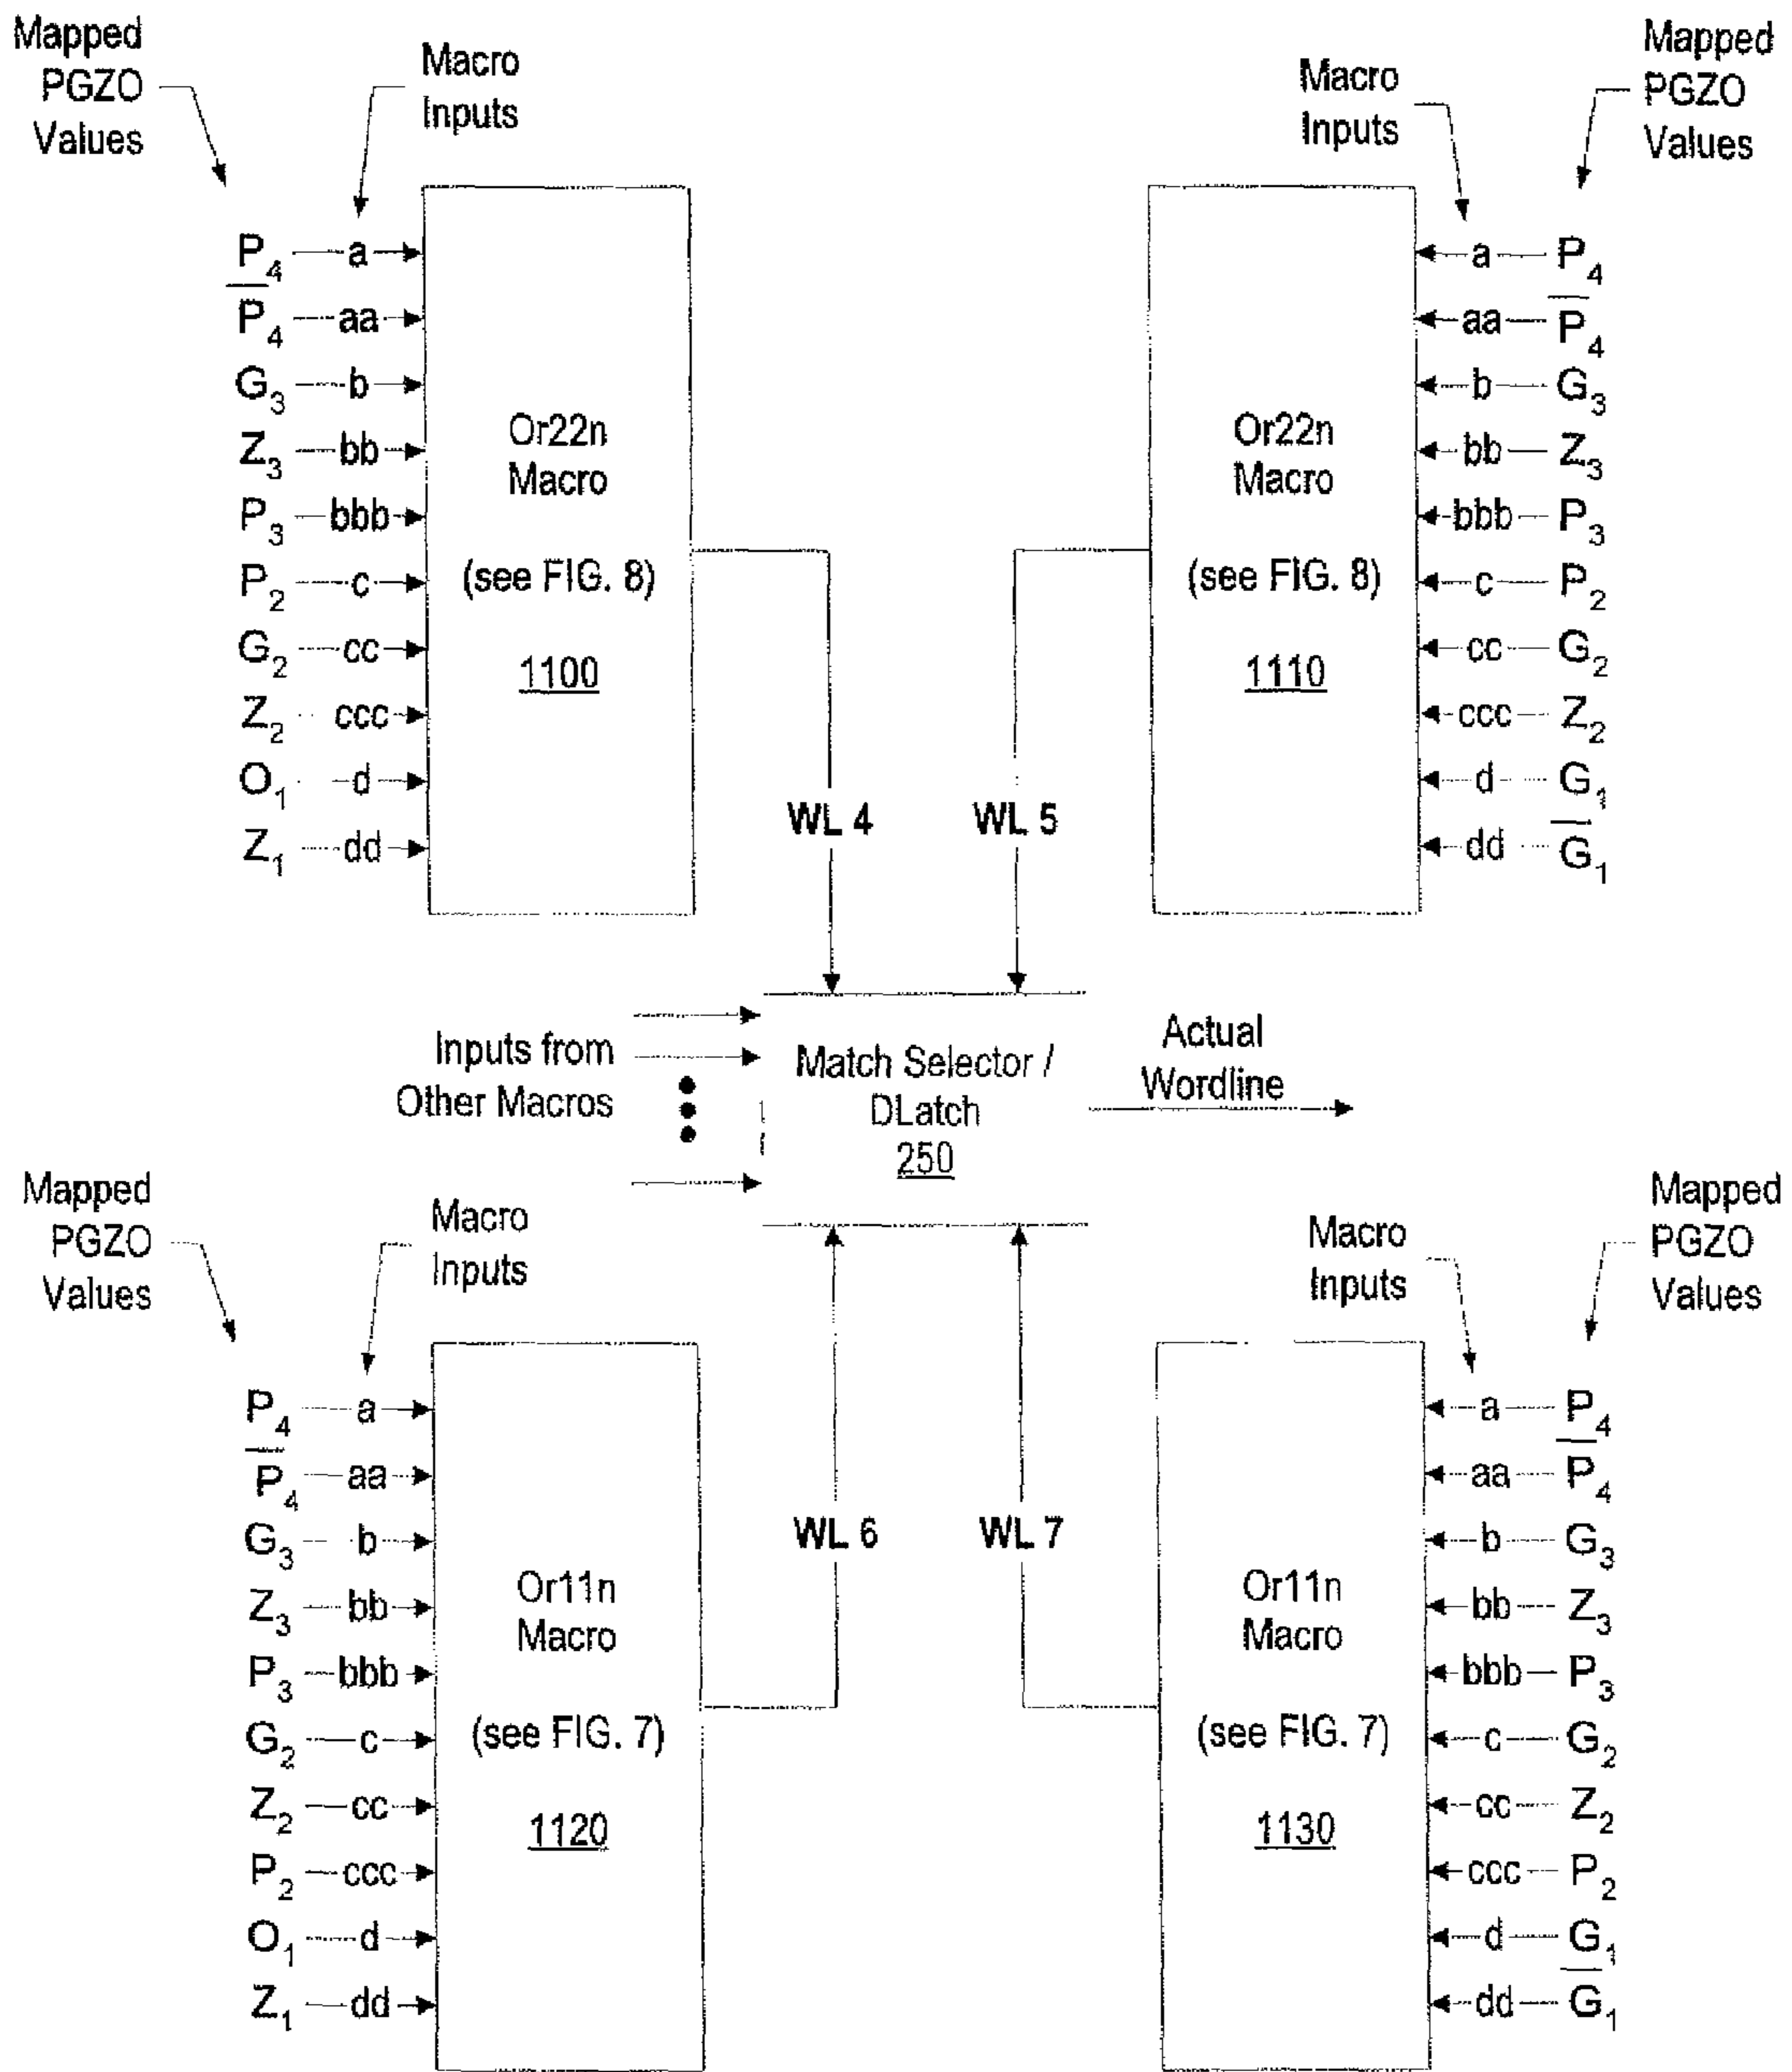 Mapped
PGZO
Values
Macro
Inputs
P₄ a
P̅₄ aa
G₃ b
Z₃ bb
P₃ bbb
P₂ c
G₂ cc
Z₂ ccc
O₁ d
Z₁ dd
Or22n
Macro
(see FIG. 8)
1100
WL 4
Macro
Inputs
Mapped
PGZO
Values
a P₄
aa P̅₄
b G₃
bb Z₃
bbb P₃
c P₂
cc G₂
ccc Z₂
d G₁
dd G̅₁
Or22n
Macro
(see FIG. 8)
1110
WL 5
Inputs from
Other Macros
Match Selector /
DLatch
250
Actual
Wordline
Mapped
PGZO
Values
Macro
Inputs
P₄ a
P̅₄ aa
G₃ b
Z₃ bb
P₃ bbb
G₂ c
Z₂ cc
P₂ ccc
O₁ d
Z₁ dd
Or11n
Macro
(see FIG. 7)
1120
WL 6
Macro
Inputs
Mapped
PGZO
Values
a P₄
aa P̅₄
b G₃
bb Z₃
bbb P₃
c G₂
cc Z₂
ccc P₂
d G₁
dd G̅₁
Or11n
Macro
(see FIG. 7)
1130
WL 7